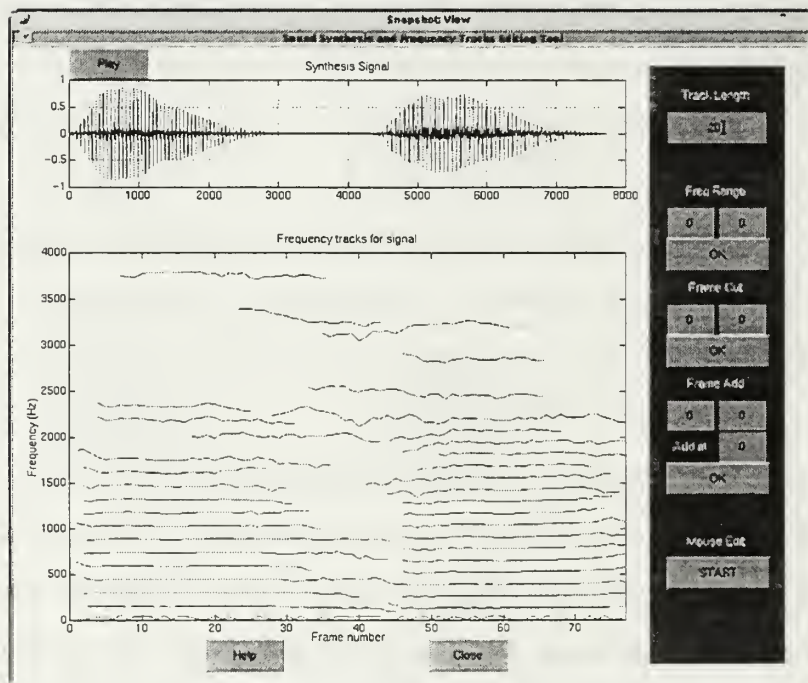 Snapshot View
Sound Synthesis and Frequency Tracks Editing Tool
Play
Synthesis Signal
1
0.5
0
-0.5
-1
0 1000 2000 3000 4000 5000 6000 7000 8000
Frequency tracks for signal
4000
3500
3000
2500
2000
1500
1000
500
0
Frequency (Hz)
0 10 20 30 40 50 60 70
Frame number
Help
Close
Track Length
20
Freq Range
0 0
OK
Frame Cut
0 0
OK
Frame Add
0 0
Add at 0
OK
Mouse Edit
START